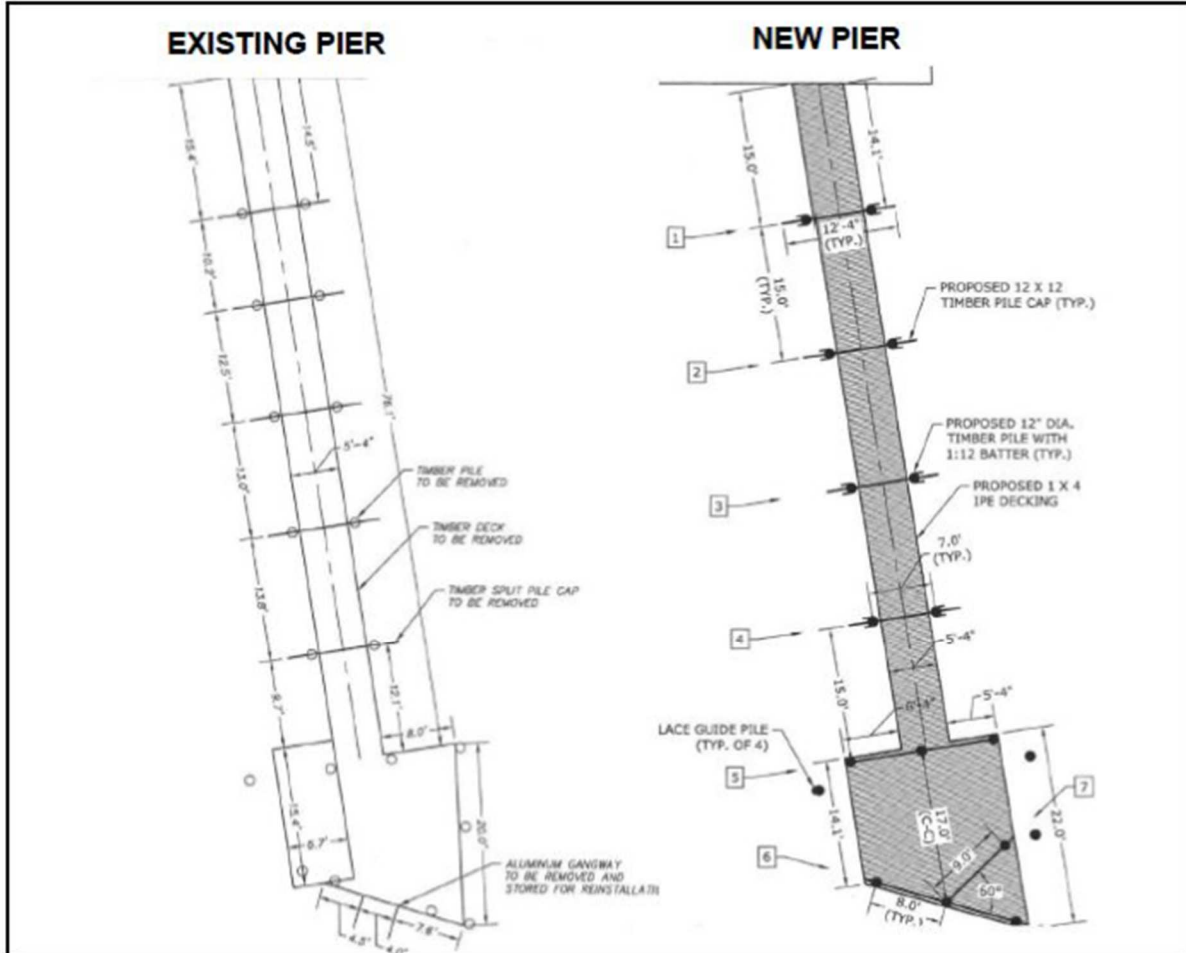 EXISTING PIER
15.4'
14.5'
10.2'
12.5'
76.1'
5'-4"
13.0'
TIMBER PILE
TO BE REMOVED
TIMBER DECK
TO BE REMOVED
13.8'
TIMBER SPLIT PILE CAP
TO BE REMOVED
12.1'
9.7'
8.0'
15.4'
6.7'
20.0'
ALUMINUM GANGWAY
TO BE REMOVED AND
STORED FOR REINSTALLATI
4.5'
4.0'
7.6'
NEW PIER
15.0'
14.1'
1
12'-4"
(TYP.)
15.0'
(TYP.)
PROPOSED 12 X 12
TIMBER PILE CAP (TYP.)
2
PROPOSED 12" DIA.
TIMBER PILE WITH
1:12 BATTER (TYP.)
3
PROPOSED 1 X 4
IPE DECKING
7.0'
(TYP.)
4
5'-4"
15.0'
5'-4"
LACE GUIDE PILE
(TYP. OF 4)
5
7
14.1'
17.0'
(C-C)
22.0'
6
9.0'
60°
8.0'
(TYP.)